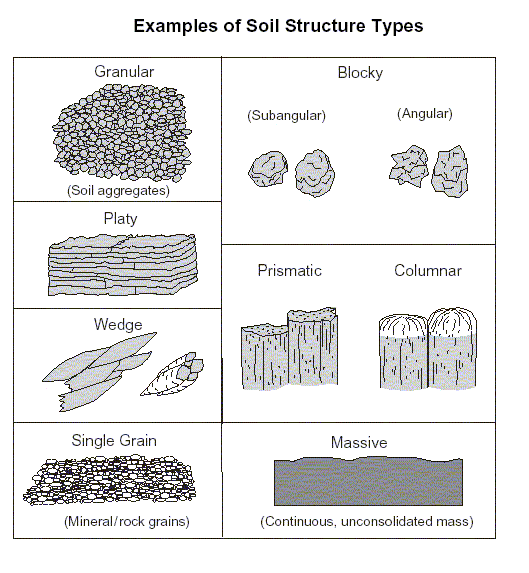 Examples of Soil Structure Types
Granular
(Soil aggregates)
Blocky
(Subangular)
(Angular)
Platy
Prismatic
Columnar
Wedge
Single Grain
(Mineral/rock grains)
Massive
(Continuous, unconsolidated mass)